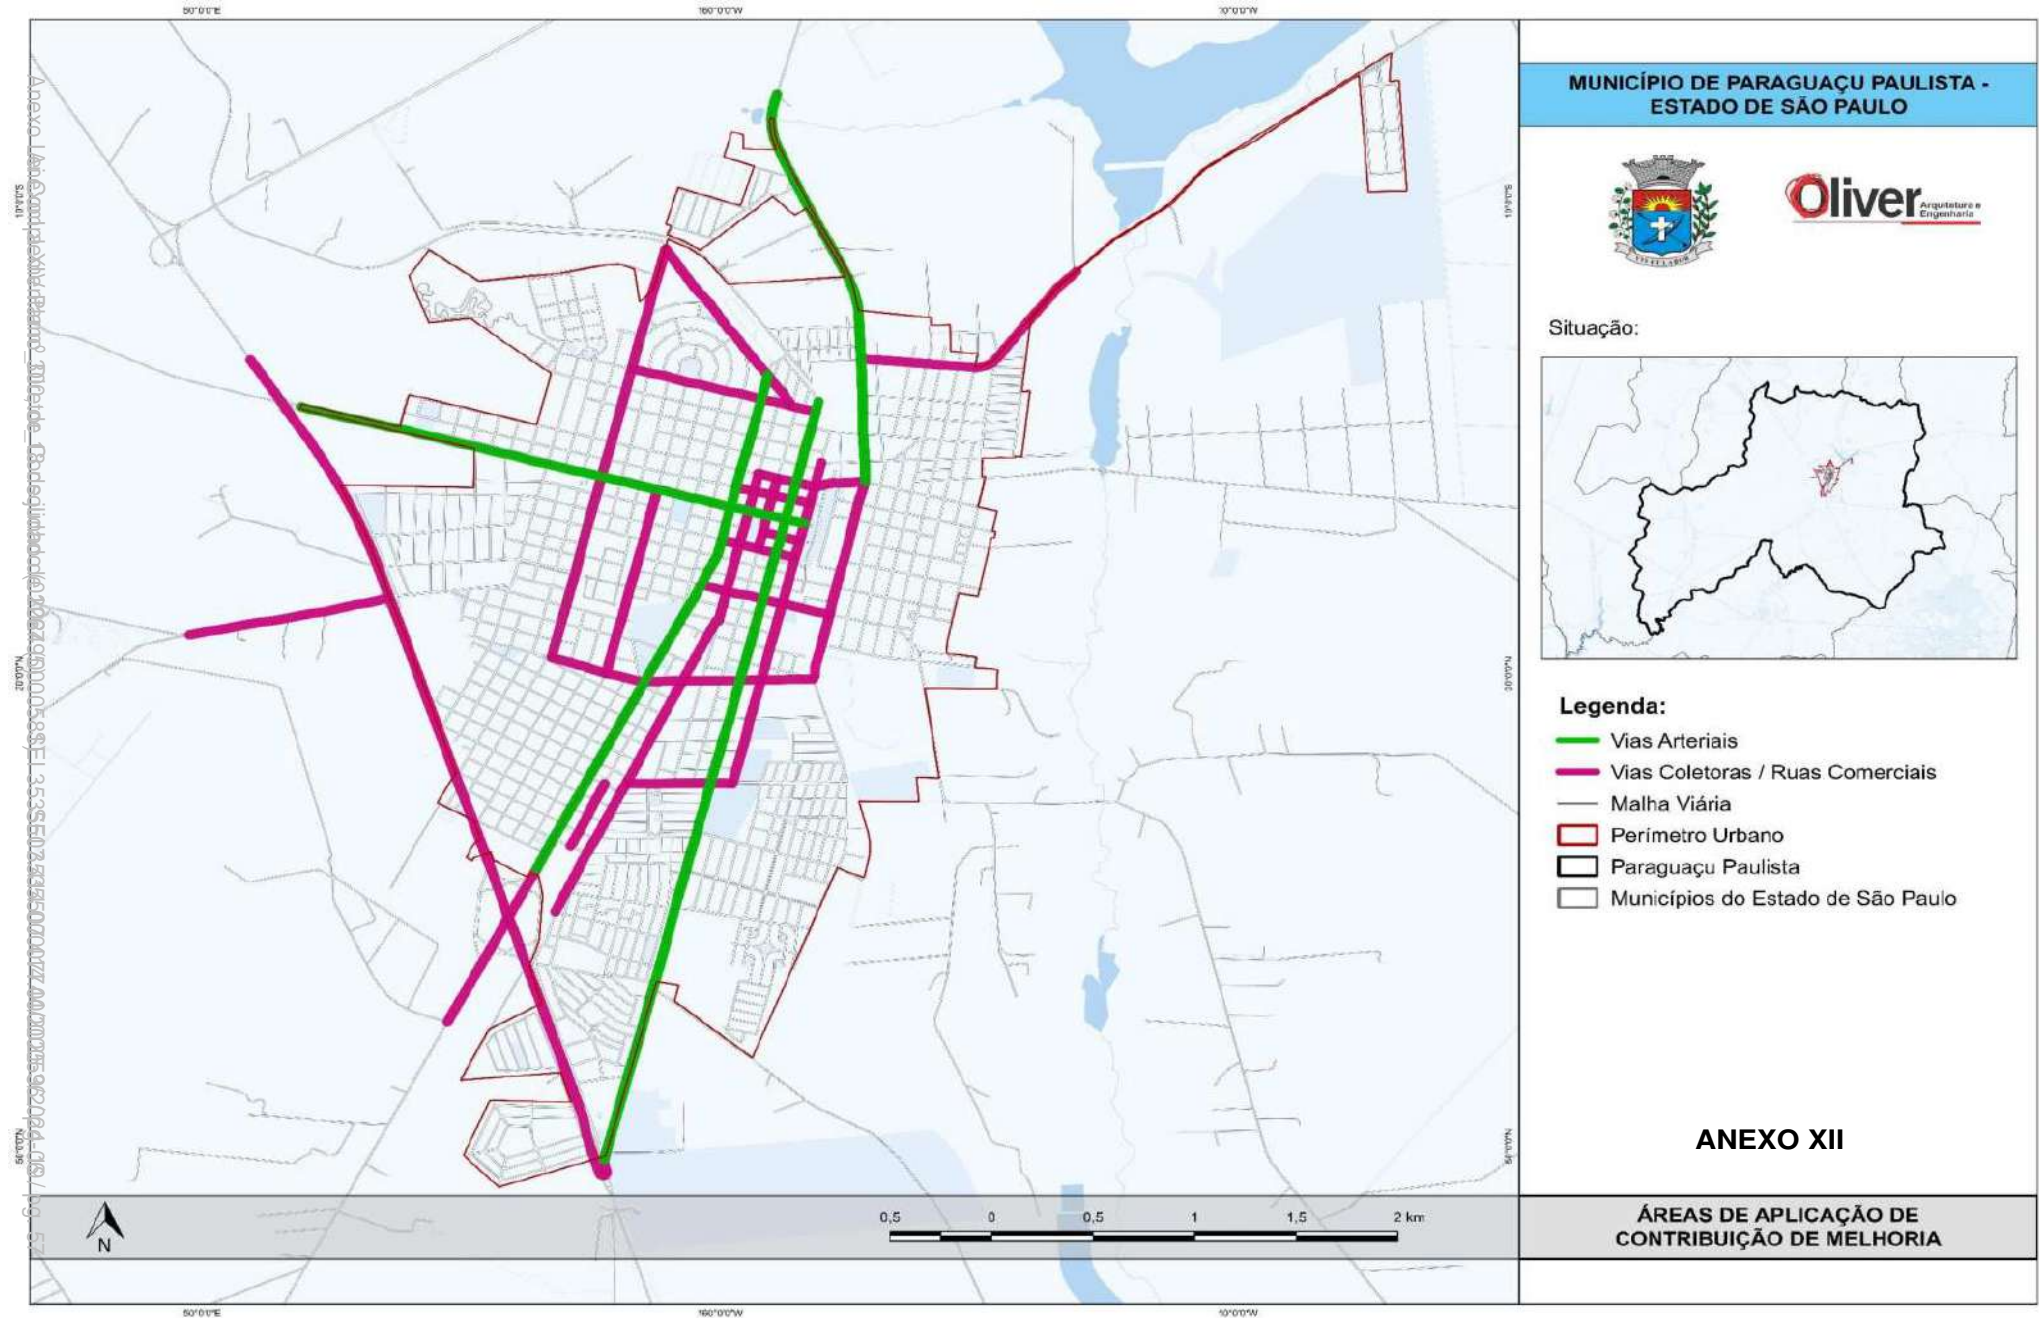 MUNICÍPIO DE PARAGUAÇU PAULISTA -
ESTADO DE SÃO PAULO
Oliver
Arquitetura e
Engenharia
Situação:
Legenda:
Vias Arteriais
Vias Coletoras / Ruas Comerciais
Malha Viária
Perímetro Urbano
Paraguaçu Paulista
Municípios do Estado de São Paulo
ANEXO XII
ÁREAS DE APLICAÇÃO DE
CONTRIBUIÇÃO DE MELHORIA
N
0,5 0 0,5 1 1,5 2 km